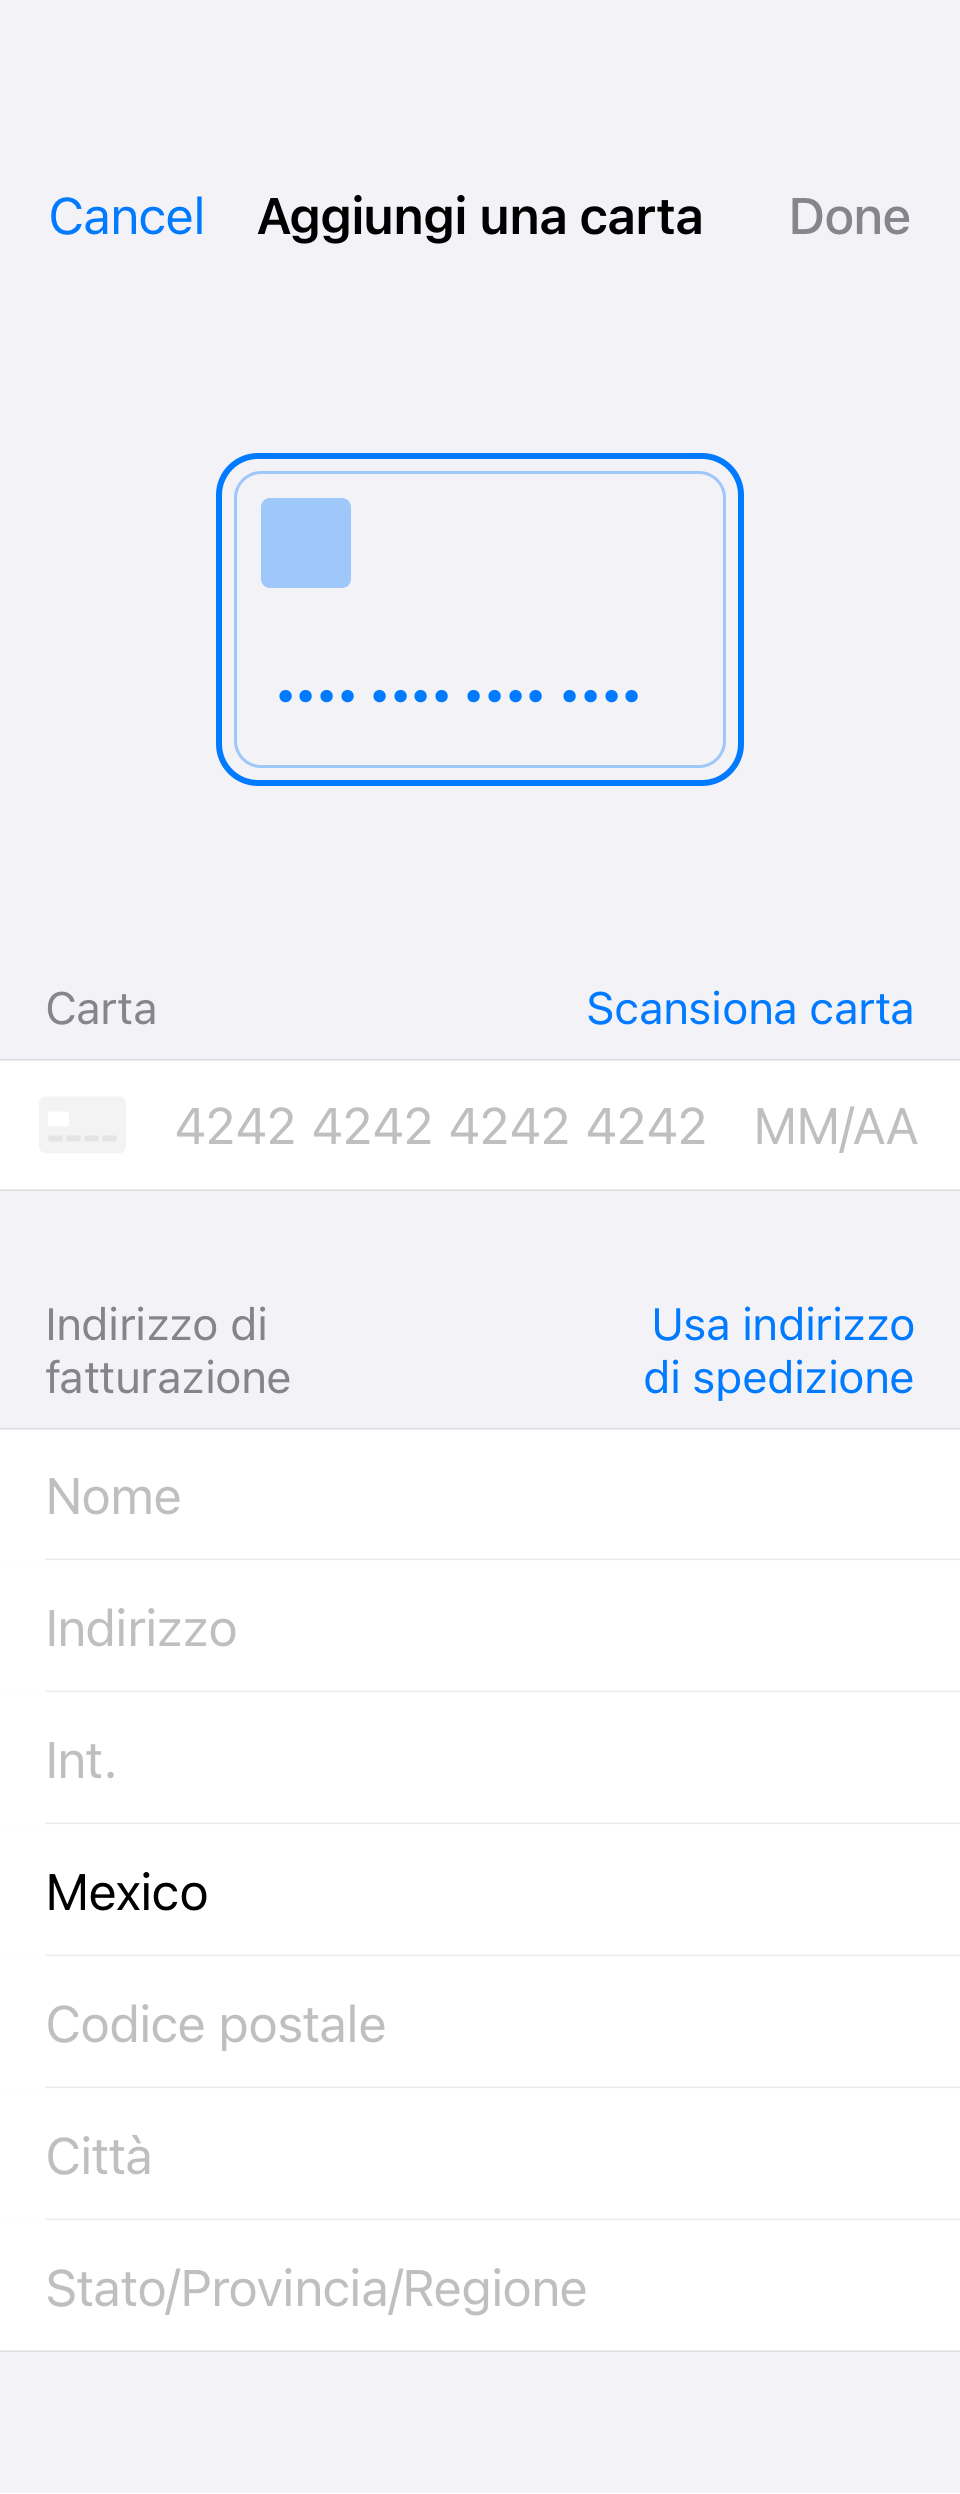 Cancel Aggiungi una carta Done
•••• •••• •••• ••••
Carta Scansiona carta
4242 4242 4242 4242 MM/AA
Indirizzo di
fatturazione
Usa indirizzo
di spedizione
Nome
Indirizzo
Int.
Mexico
Codice postale
Città
Stato/Provincia/Regione